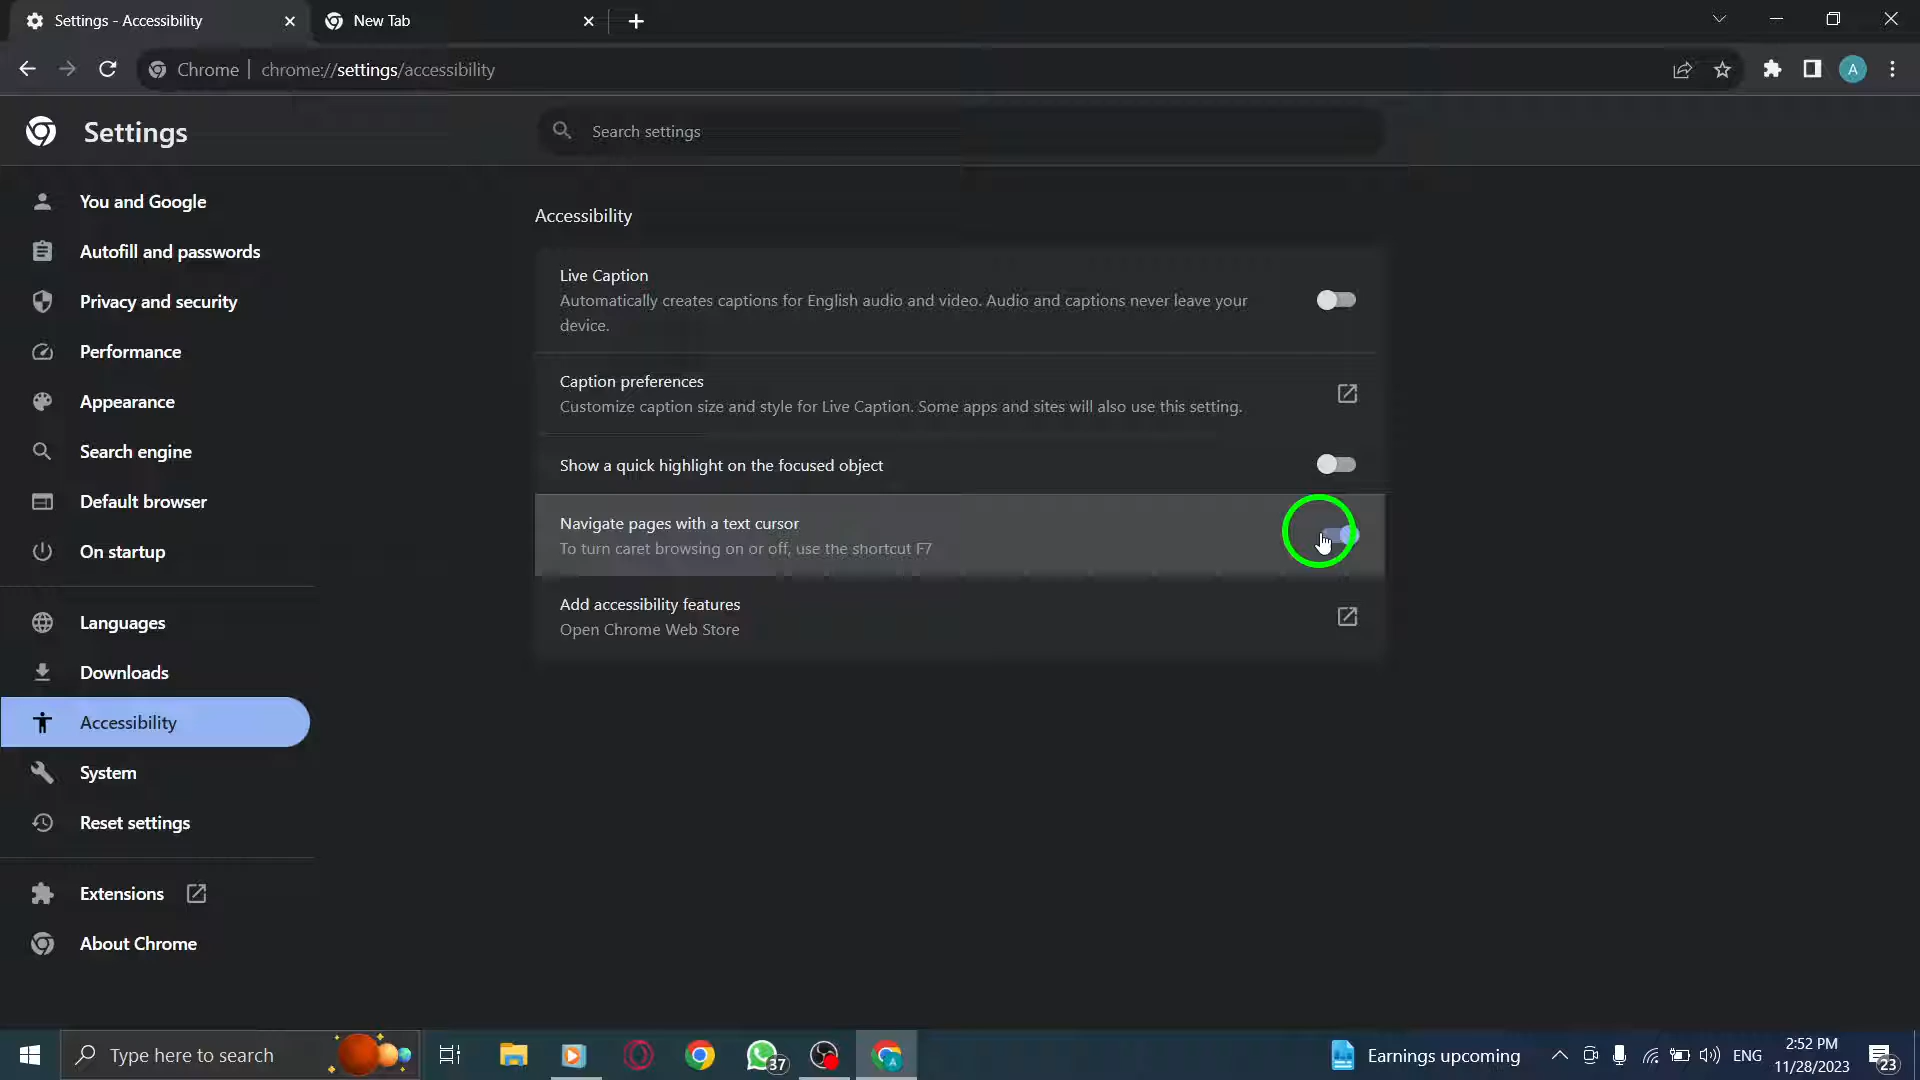 Settings - Accessibility
New Tab
Chrome
chrome://settings/accessibility
A
Settings
Search settings
You and Google
Autofill and passwords
Privacy and security
Performance
Appearance
Search engine
Default browser
On startup
Languages
Downloads
Accessibility
System
Reset settings
Extensions
About Chrome
Accessibility
Live Caption
Automatically creates captions for English audio and video. Audio and captions never leave your
device.
Caption preferences
Customize caption size and style for Live Caption. Some apps and sites will also use this setting.
Show a quick highlight on the focused object
Navigate pages with a text cursor
To turn caret browsing on or off, use the shortcut F7
Add accessibility features
Open Chrome Web Store
Type here to search
37
A
Earnings upcoming
ENG
2:52 PM
11/28/2023
23